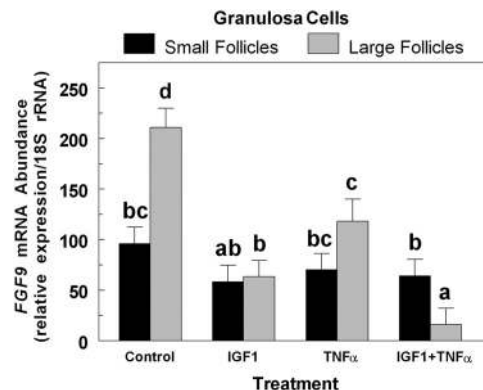 Granulosa Cells
Small Follicles Large Follicles
FGF9 mRNA Abundance
(relative expression/18S rRNA)
250
200
150
100
50
0
bc d
ab b
bc c
b a
Control IGF1 TNFα IGF1+TNFα
Treatment